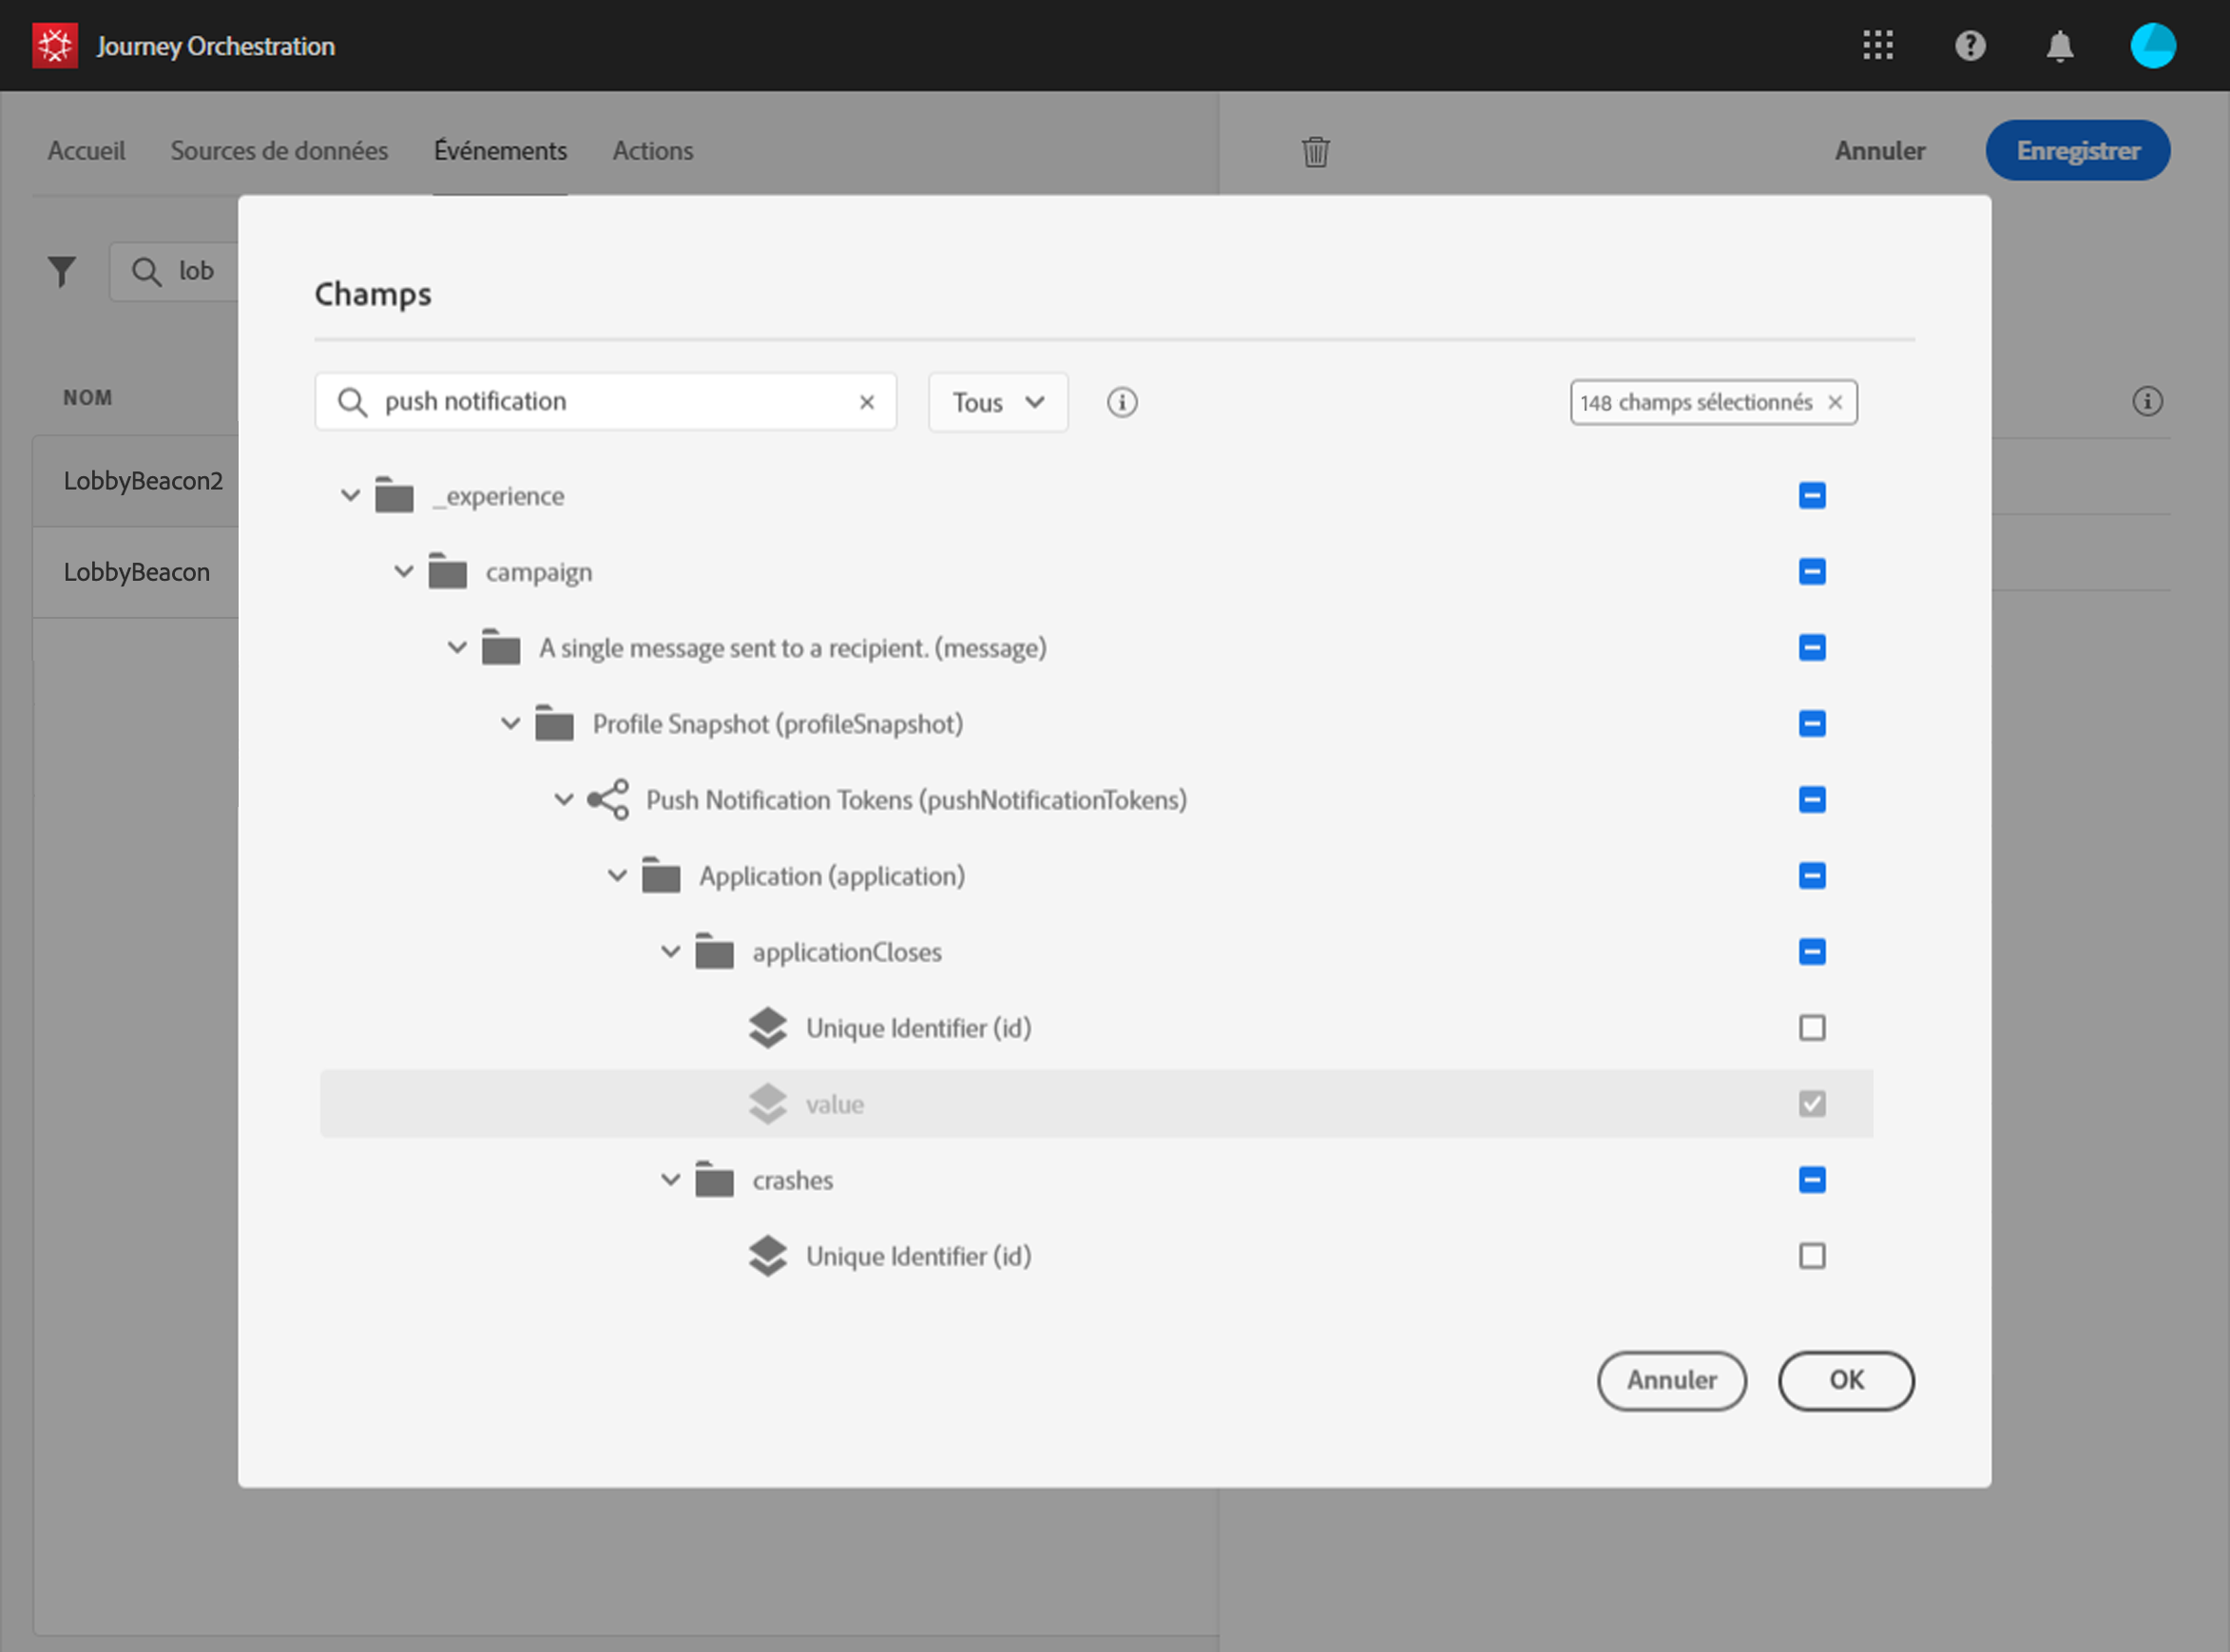 Journey Orchestration
Accueil Sources de données Événements Actions Annuler Enregistrrer
lob
Champs
push notification Tous 148 champs sélectionnés
NOM
_experience
LobbyBeacon2
campaign
LobbyBeacon
A single message sent to a recipient. (message)
Profile Snapshot (profileSnapshot)
Push Notification Tokens (pushNotificationTokens)
Application (application)
applicationCloses
Unique Identifier (id)
value
crashes
Unique Identifier (id)
Annuler OK